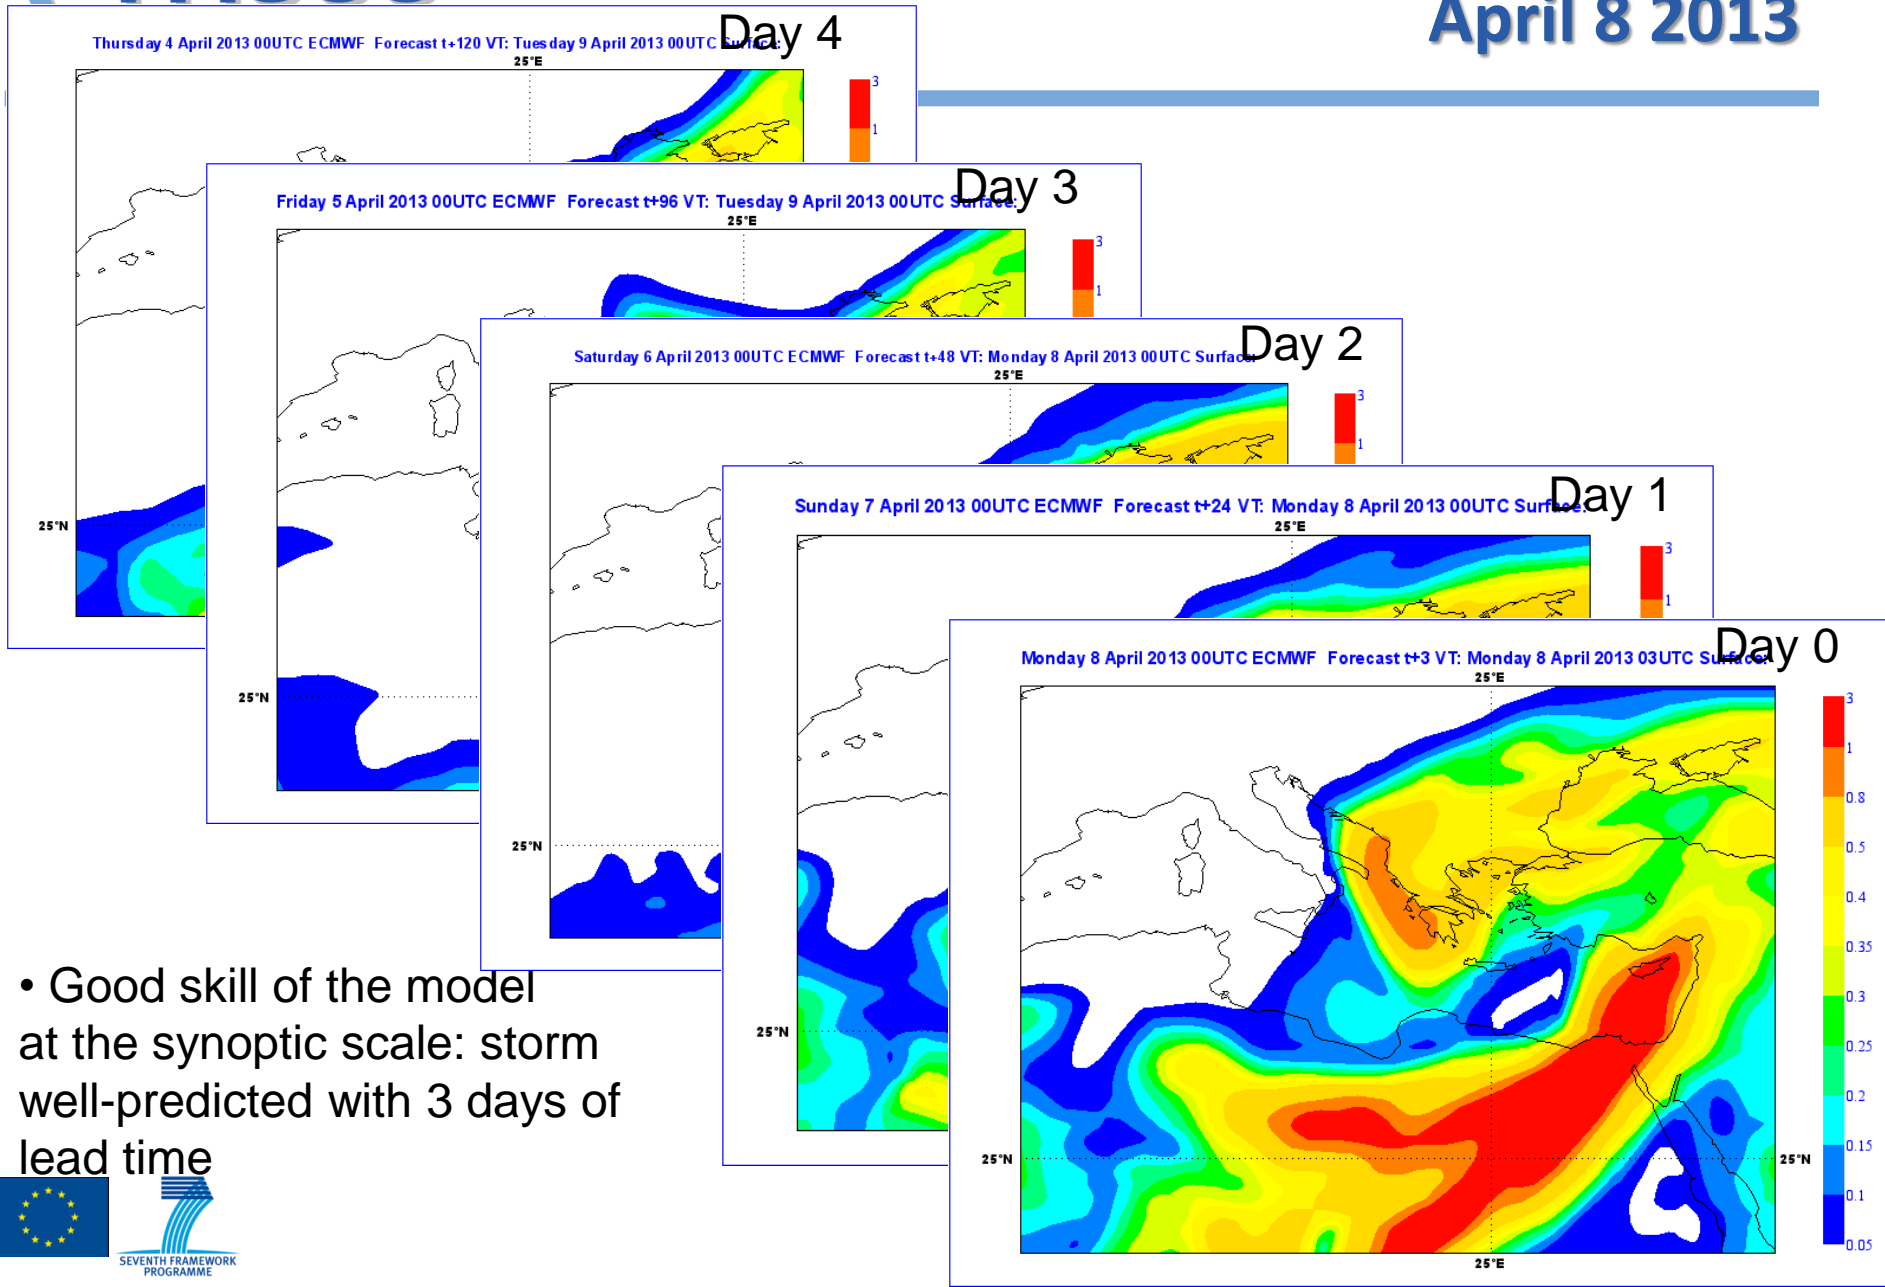 April 8 2013
Day 4
Thursday 4 April 2013 00UTC ECMWF Forecast t+120 VT: Tuesday 9 April 2013 00UTC Surface:
25°E
3
1
25°N
Day 3
Friday 5 April 2013 00UTC ECMWF Forecast t+96 VT: Tuesday 9 April 2013 00UTC Surface:
25°E
3
1
25°N
Day 2
Saturday 6 April 2013 00UTC ECMWF Forecast t+48 VT: Monday 8 April 2013 00UTC Surface:
25°E
3
1
25°N
Day 1
Sunday 7 April 2013 00UTC ECMWF Forecast t+24 VT: Monday 8 April 2013 00UTC Surface:
25°E
3
1
25°N
Day 0
Monday 8 April 2013 00UTC ECMWF Forecast t+3 VT: Monday 8 April 2013 03UTC Surface:
25°E
3
1
0.8
0.5
0.4
0.35
0.3
0.25
0.2
0.15
0.1
0.05
25°N
25°N
25°E
• Good skill of the model
at the synoptic scale: storm
well-predicted with 3 days of
lead time
SEVENTH FRAMEWORK
PROGRAMME